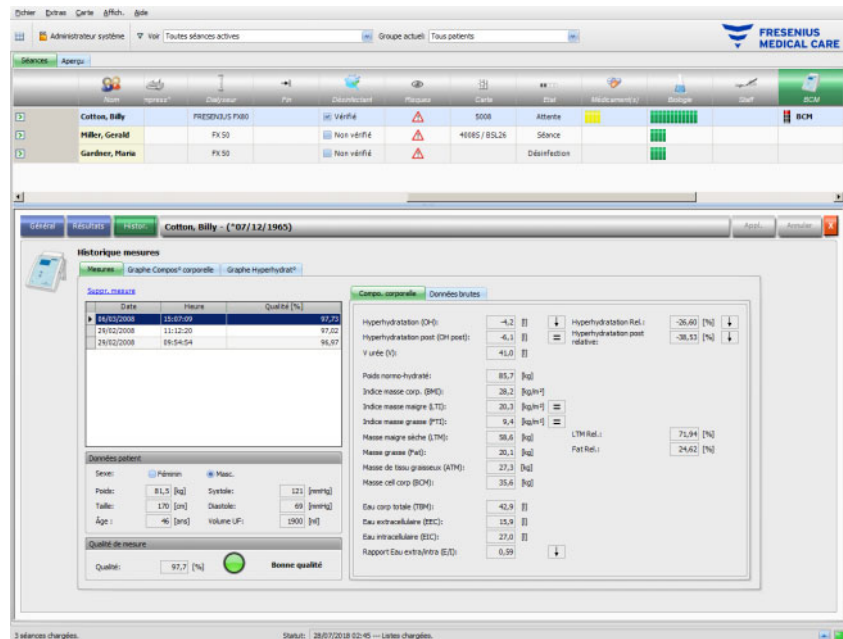 Fichier Extras Carte Affich. Aide
Administrateur système Voir Toutes séances actives Groupe actuel: Tous patients
FRESENIUS
MEDICAL CARE
Séances Aperçu
Nom Dialyseur Fin Désinfectant Plaques Carte Etat Médicament(s) Biologie Staff BCM
Cotton, Billy FRESENIUS FX80 Vérifié 5008 Attente BCM
Miller, Gerald FX 50 Non vérifié 4008S / BSL26 Séance
Gardner, Maria FX 50 Non vérifié Désinfection
Général Résultats Histor. Cotton, Billy - (*07/12/1965) Appl. Annuler X
Historique mesures
Mesures Graphe Compos° corporelle Graphe Hyperhydrat°
Suppr. mesure
Date Heure Qualité [%]
06/03/2008 15:07:09 97,73
29/02/2008 11:12:20 97,02
29/02/2008 09:54:54 96,97
Données patient
Sexe: Féminin Masc.
Poids: 81,5 [kg] Systole: 121 [mmHg]
Taille: 170 [cm] Diastole: 69 [mmHg]
Âge : 46 [ans] Volume UF: 1900 [ml]
Qualité de mesure
Qualité: 97,7 [%] Bonne qualité
Compo. corporelle Données brutes
Hyperhydratation (OH): -4,2 [l] Hyperhydratation Rel.: -26,60 [%]
Hyperhydratation post (OH post): -6,1 [l] Hyperhydratation post relative: -38,53 [%]
V urée (V): 41,0 [l]
Poids normo-hydraté: 85,7 [kg]
Indice masse corp. (BMI): 28,2 [kg/m²]
Indice masse maigre (LTI): 20,3 [kg/m²]
Indice masse grasse (FTI): 9,4 [kg/m²]
Masse maigre sèche (LTM): 58,6 [kg] LTM Rel.: 71,94 [%]
Masse grasse (Fat): 20,1 [kg] Fat Rel.: 24,62 [%]
Masse de tissu graisseux (ATM): 27,3 [kg]
Masse cell corp (BCM): 35,6 [kg]
Eau corp totale (TBW): 42,9 [l]
Eau extracellulaire (EEC): 15,9 [l]
Eau intracellulaire (EIC): 27,0 [l]
Rapport Eau extra/intra (E/I): 0,59
3 séances chargées. Statut: 28/07/2018 02:45 --- Listes chargées.